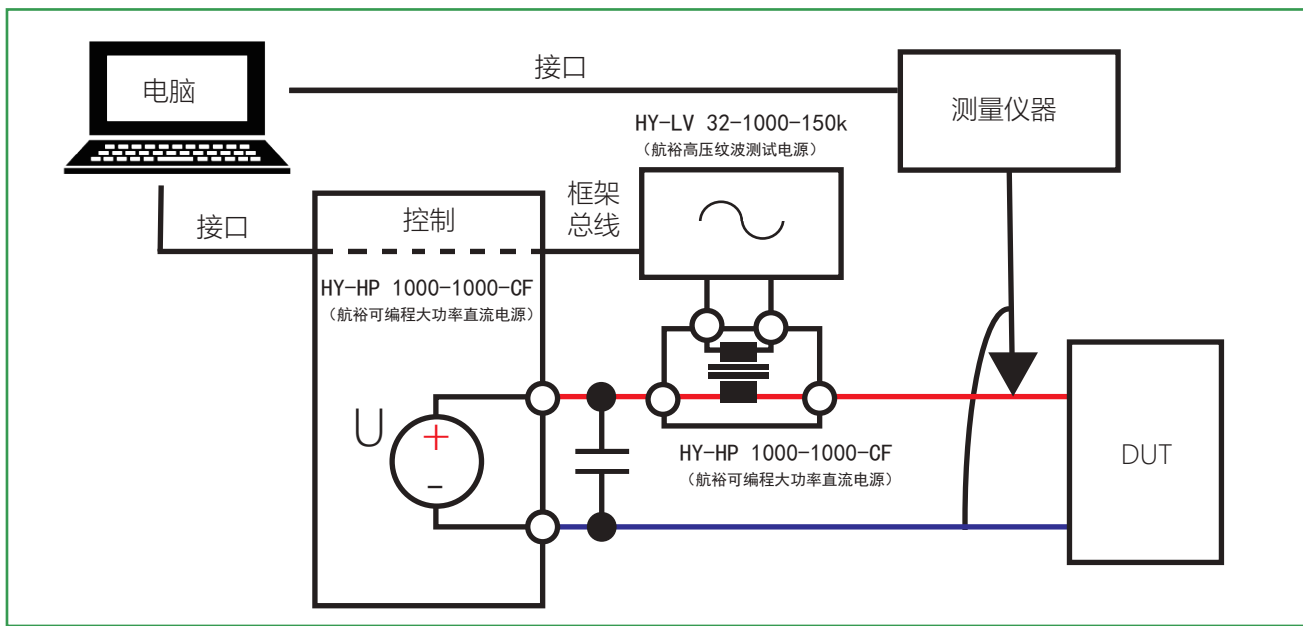 电脑
接口
测量仪器
HY-LV 32-1000-150k
（航裕高压纹波测试电源）
接口
控制
框架
总线
HY-HP 1000-1000-CF
（航裕可编程大功率直流电源）
U
+
-
HY-HP 1000-1000-CF
（航裕可编程大功率直流电源）
DUT